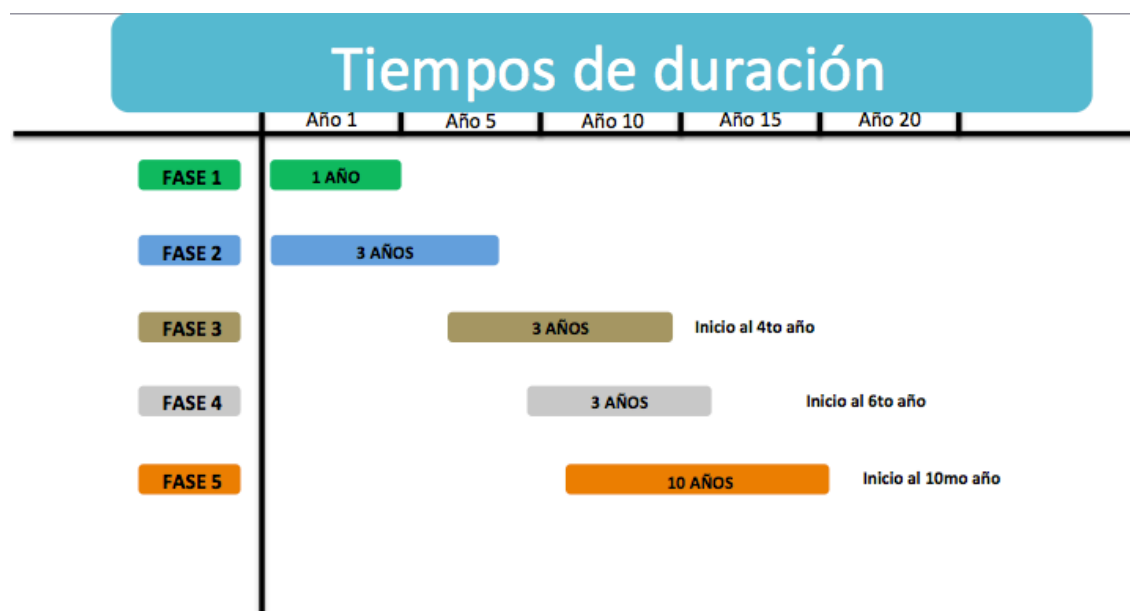 Tiempos de duración
Año 1 Año 5 Año 10 Año 15 Año 20
FASE 1 1 AÑO
FASE 2 3 AÑOS
FASE 3 3 AÑOS Inicio al 4to año
FASE 4 3 AÑOS Inicio al 6to año
FASE 5 10 AÑOS Inicio al 10mo año